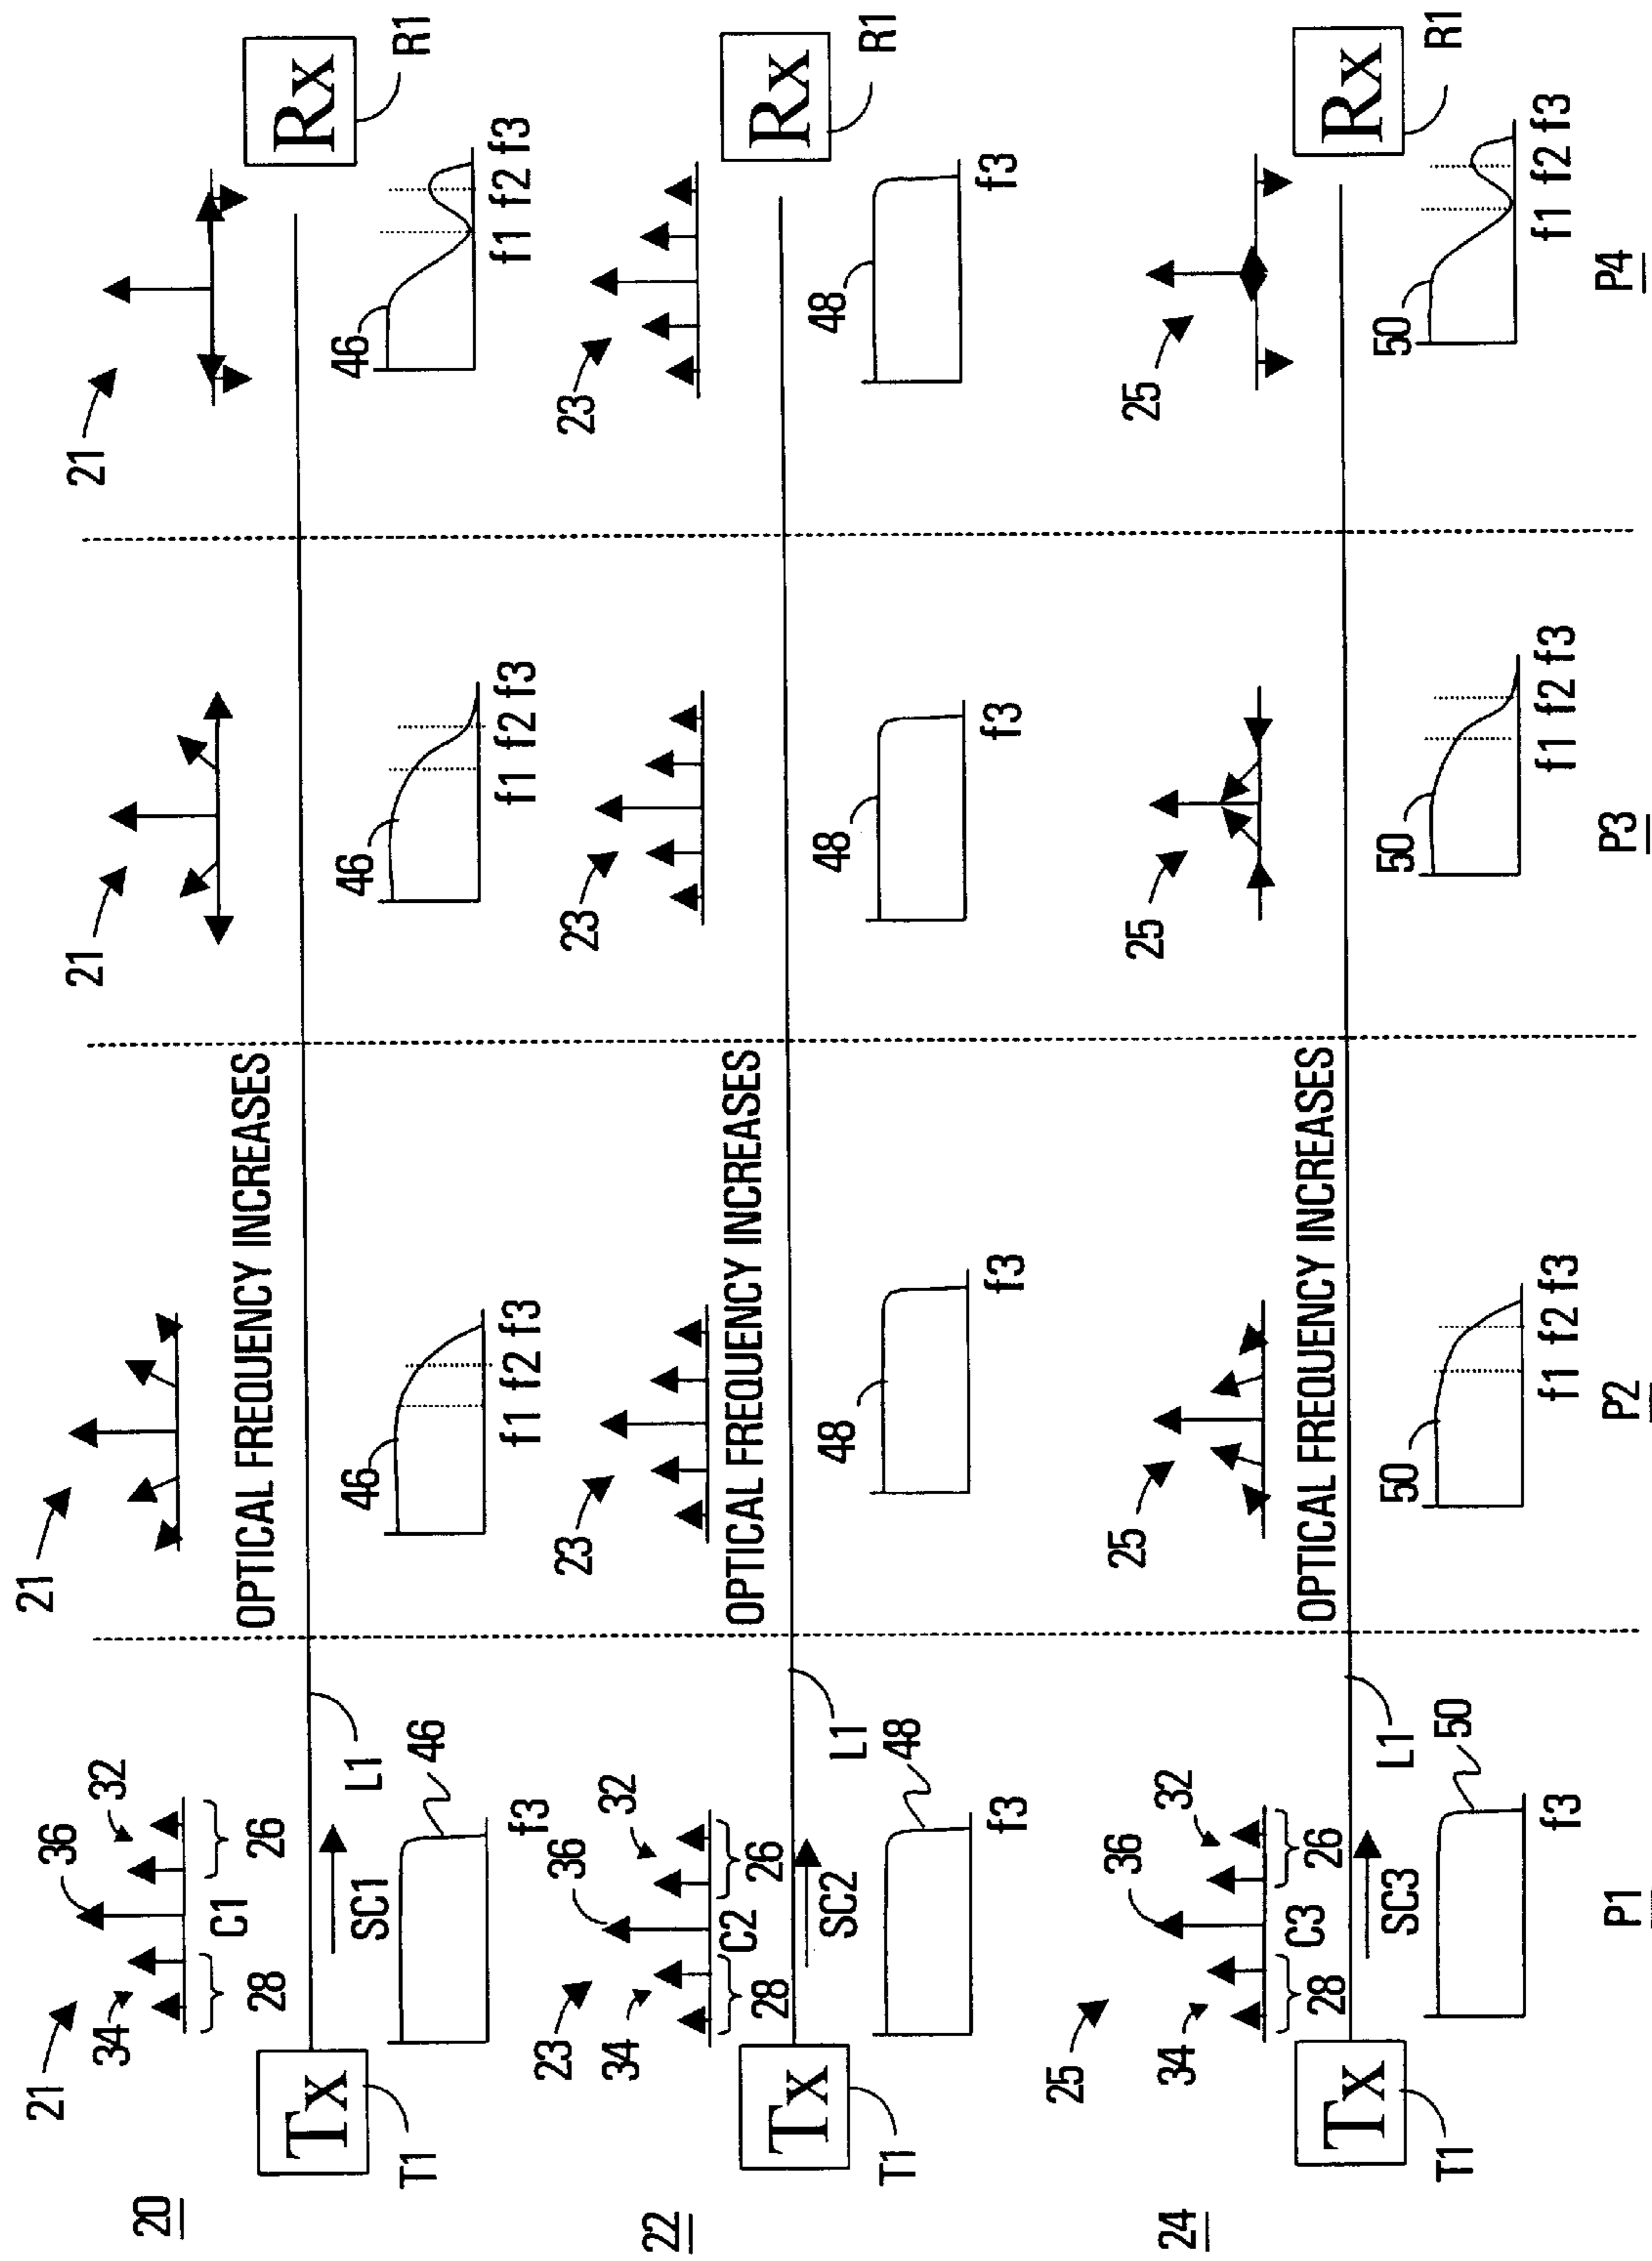 20
21
34
36
32
28
C1
26
Tx
T1
SC1
L1
46
f3
OPTICAL FREQUENCY INCREASES
21
46
f1 f2 f3
21
46
f1 f2 f3
21
46
f1 f2 f3
Rx
R1
22
23
34
36
32
28
C2
26
Tx
T1
SC2
L1
48
f3
OPTICAL FREQUENCY INCREASES
23
48
f3
23
48
f3
23
48
f3
Rx
R1
24
25
34
36
32
28
C3
26
Tx
T1
SC3
L1
50
f3
OPTICAL FREQUENCY INCREASES
25
50
f1 f2 f3
25
50
f1 f2 f3
25
50
f1 f2 f3
Rx
R1
P1
P2
P3
P4